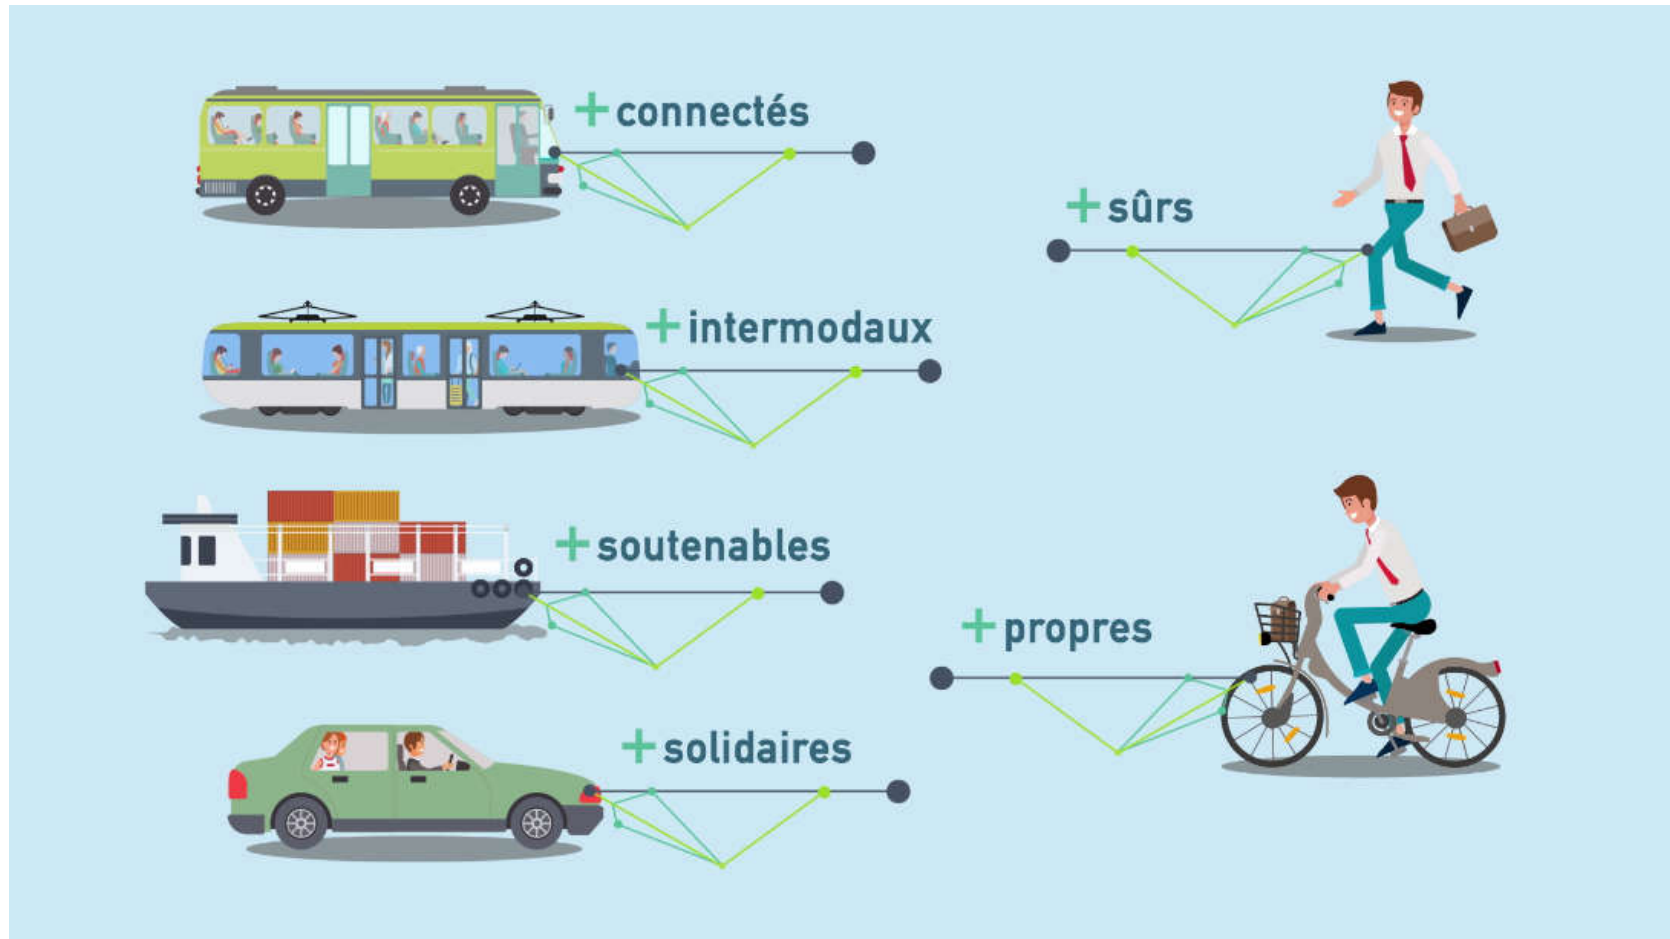 + connectés
+ sûrs
+ intermodaux
+ soutenables
+ propres
+ solidaires